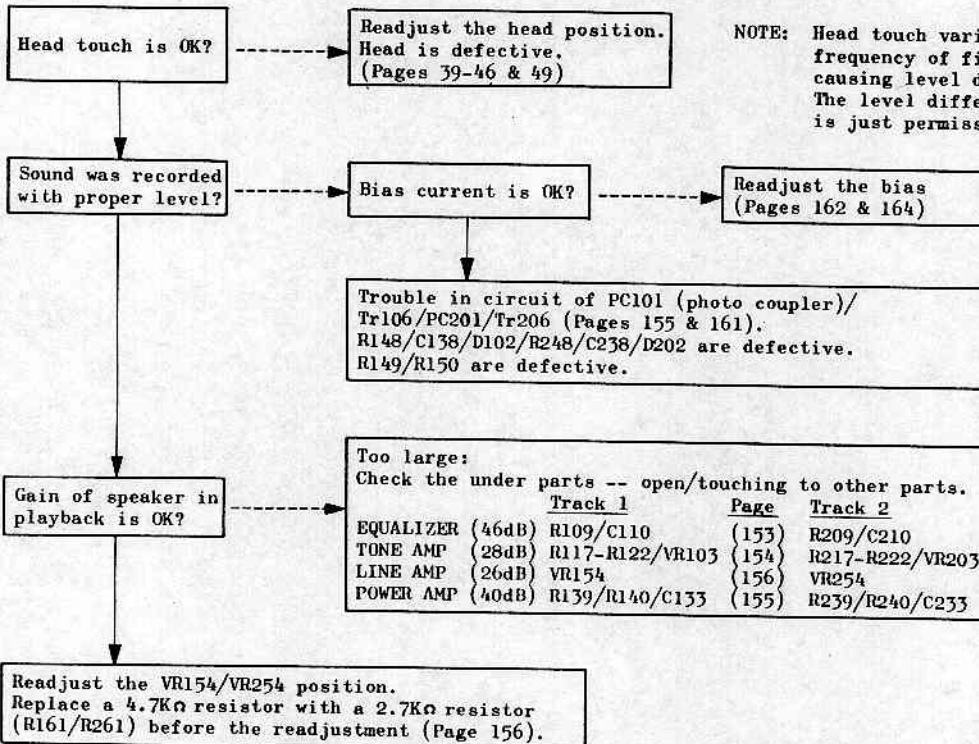 Head touch is OK?
Readjust the head position.
Head is defective.
(Pages 39-46 & 49)
NOTE: Head touch vari
frequency of fi
causing level d
The level diffe
is just permiss
Sound was recorded
with proper level?
Bias current is OK?
Readjust the bias
(Pages 162 & 164)
Trouble in circuit of PC101 (photo coupler)/
Tr106/PC201/Tr206 (Pages 155 & 161).
R148/C138/D102/R248/C238/D202 are defective.
R149/R150 are defective.
Gain of speaker in
playback is OK?
Too large:
Check the under parts -- open/touching to other parts.
Track 1 Page Track 2
EQUALIZER (46dB) R109/C110 (153) R209/C210
TONE AMP (28dB) R117-R122/VR103 (154) R217-R222/VR203
LINE AMP (26dB) VR154 (156) VR254
POWER AMP (40dB) R139/R140/C133 (155) R239/R240/C233
Readjust the VR154/VR254 position.
Replace a 4.7KΩ resistor with a 2.7KΩ resistor
(R161/R261) before the readjustment (Page 156).